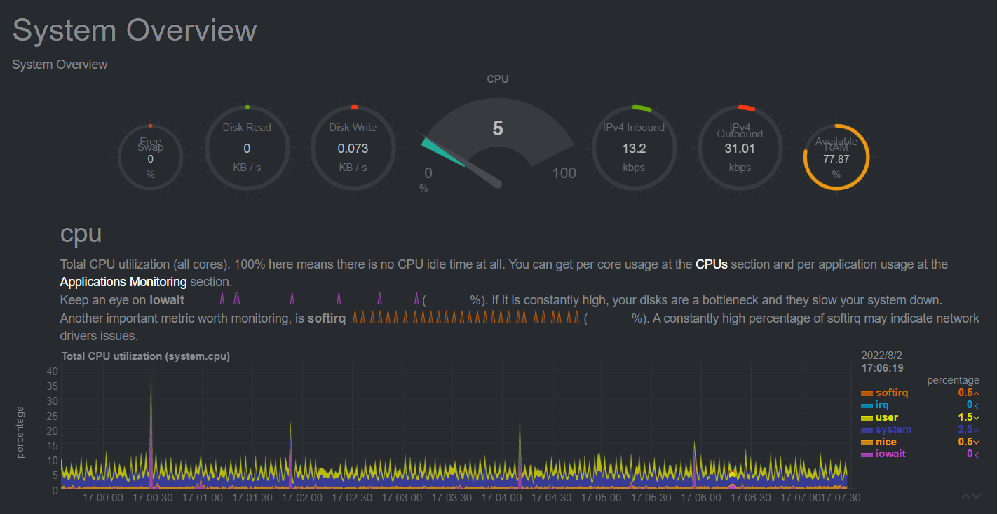 System Overview
System Overview
CPU
Free Swap
0
%
Disk Read
0
KB / s
Disk Write
0.073
KB / s
5
0
100
%
IPv4 Inbound
13.2
kbps
IPv4 Outbound
31.01
kbps
Available RAM
77.87
%
cpu
Total CPU utilization (all cores). 100% here means there is no CPU idle time at all. You can get per core usage at the CPUs section and per application usage at the
Applications Monitoring section.
Keep an eye on iowait ( %). If it is constantly high, your disks are a bottleneck and they slow your system down.
Another important metric worth monitoring, is softirq ( %). A constantly high percentage of softirq may indicate network
drivers issues.
Total CPU utilization (system.cpu)
2022/8/2
17:06:19
percentage
softirq 0.5
irq 0
user 1.5
system 2.5
nice 0.5
iowait 0
percentage
40
35
30
25
20
15
10
5
0
17 00:00 17 00:30 17 01:00 17 01:30 17 02:00 17 02:30 17 03:00 17 03:30 17 04:00 17 04:30 17 05:00 17 05:30 17 06:00 17 06:30 17 07:00 17 07:30